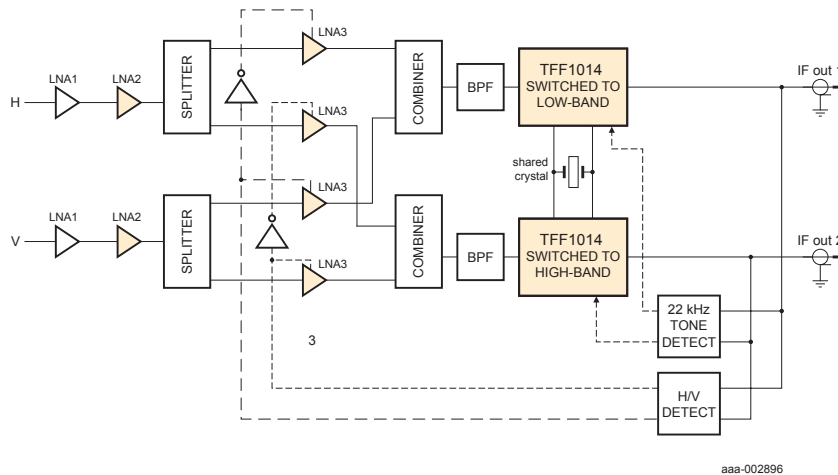 H
LNA1
LNA2
SPLITTER
LNA3
LNA3
COMBINER
BPF
TFF1014
SWITCHED TO
LOW-BAND
IF out 1
shared
crystal
V
LNA1
LNA2
SPLITTER
LNA3
LNA3
COMBINER
BPF
TFF1014
SWITCHED TO
HIGH-BAND
IF out 2
22 kHz
TONE
DETECT
3
H/V
DETECT
aaa-002896